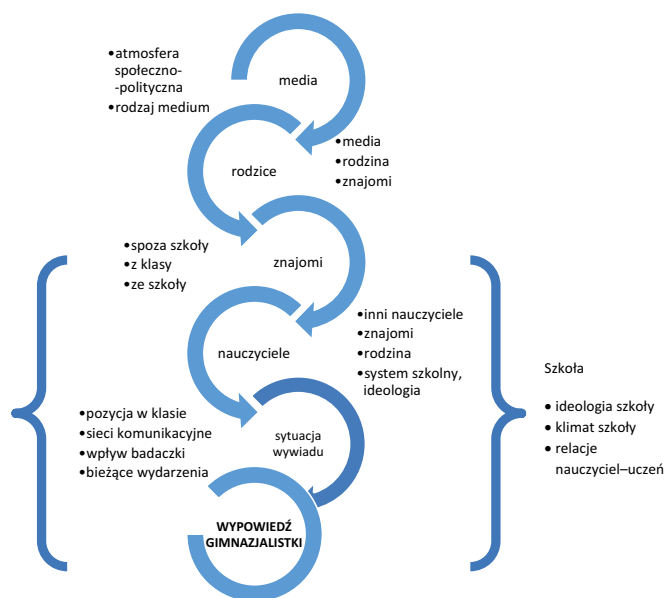 •atmosfera
społeczno-
-polityczna
•rodzaj medium
media
•media
•rodzina
•znajomi
rodzice
•spoza szkoły
•z klasy
•ze szkoły
znajomi
•inni nauczyciele
•znajomi
•rodzina
•system szkolny,
ideologia
nauczyciele
•pozycja w klasie
•sieci komunikacyjne
•wpływ badaczki
•bieżące wydarzenia
sytuacja
wywiadu
WYPOWIEDŹ
GIMNAZJALISTKI
Szkoła
• ideologia szkoły
• klimat szkoły
• relacje
nauczyciel–uczeń